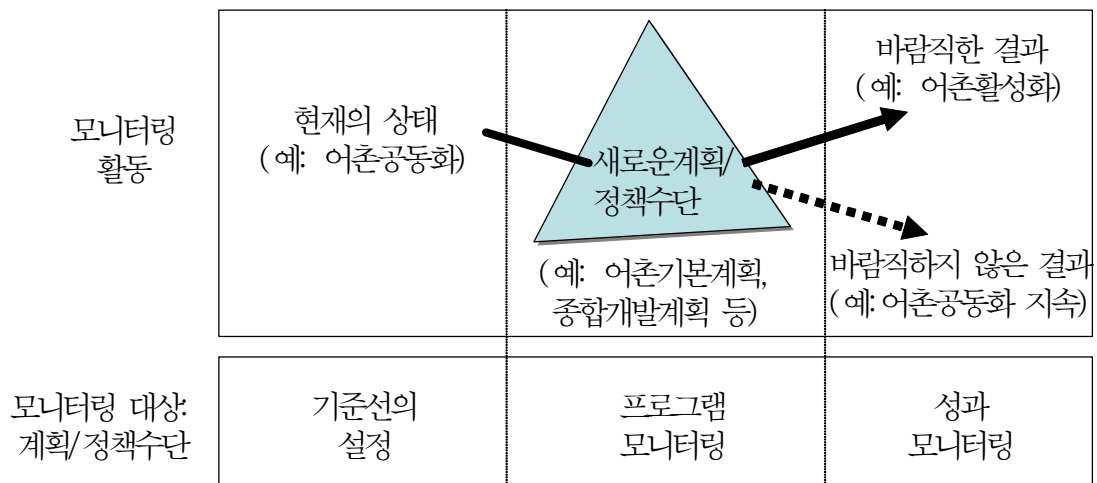 모니터링
활동
현재의 상태
(예: 어촌공동화)
새로운계획/
정책수단
(예: 어촌기본계획,
종합개발계획 등)
바람직한 결과
(예: 어촌활성화)
바람직하지 않은 결과
(예:어촌공동화 지속)
모니터링 대상:
계획/정책수단
기준선의
설정
프로그램
모니터링
성과
모니터링